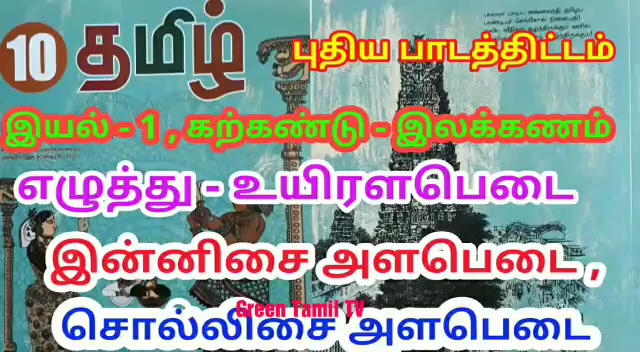 10 தமிழ்
புதிய பாடத்திட்டம்
இயல் - 1 , கற்கண்டு - இலக்கணம்
எழுத்து - உயிரளபெடை
இன்னிசை அளபெடை ,
Green Tamil TV
சொல்லிசை அளபெடை